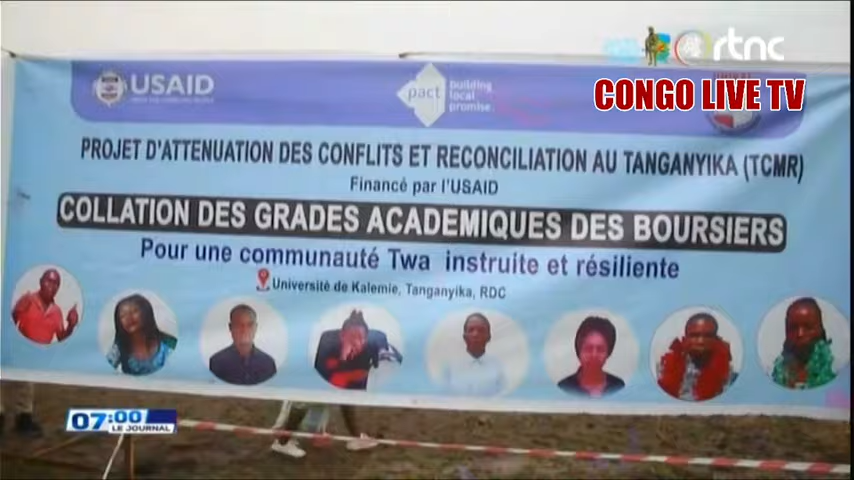 rtnc
CONGO LIVE TV
USAID
pact
building
local
promise.
PROJET D'ATTENUATION DES CONFLITS ET RECONCILIATION AU TANGANYIKA (TCMR)
Financé par l'USAID
COLLATION DES GRADES ACADEMIQUES DES BOURSIERS
Pour une communauté Twa instruite et résiliente
Université de Kalemie, Tanganyika, RDC
07:00
LE JOURNAL